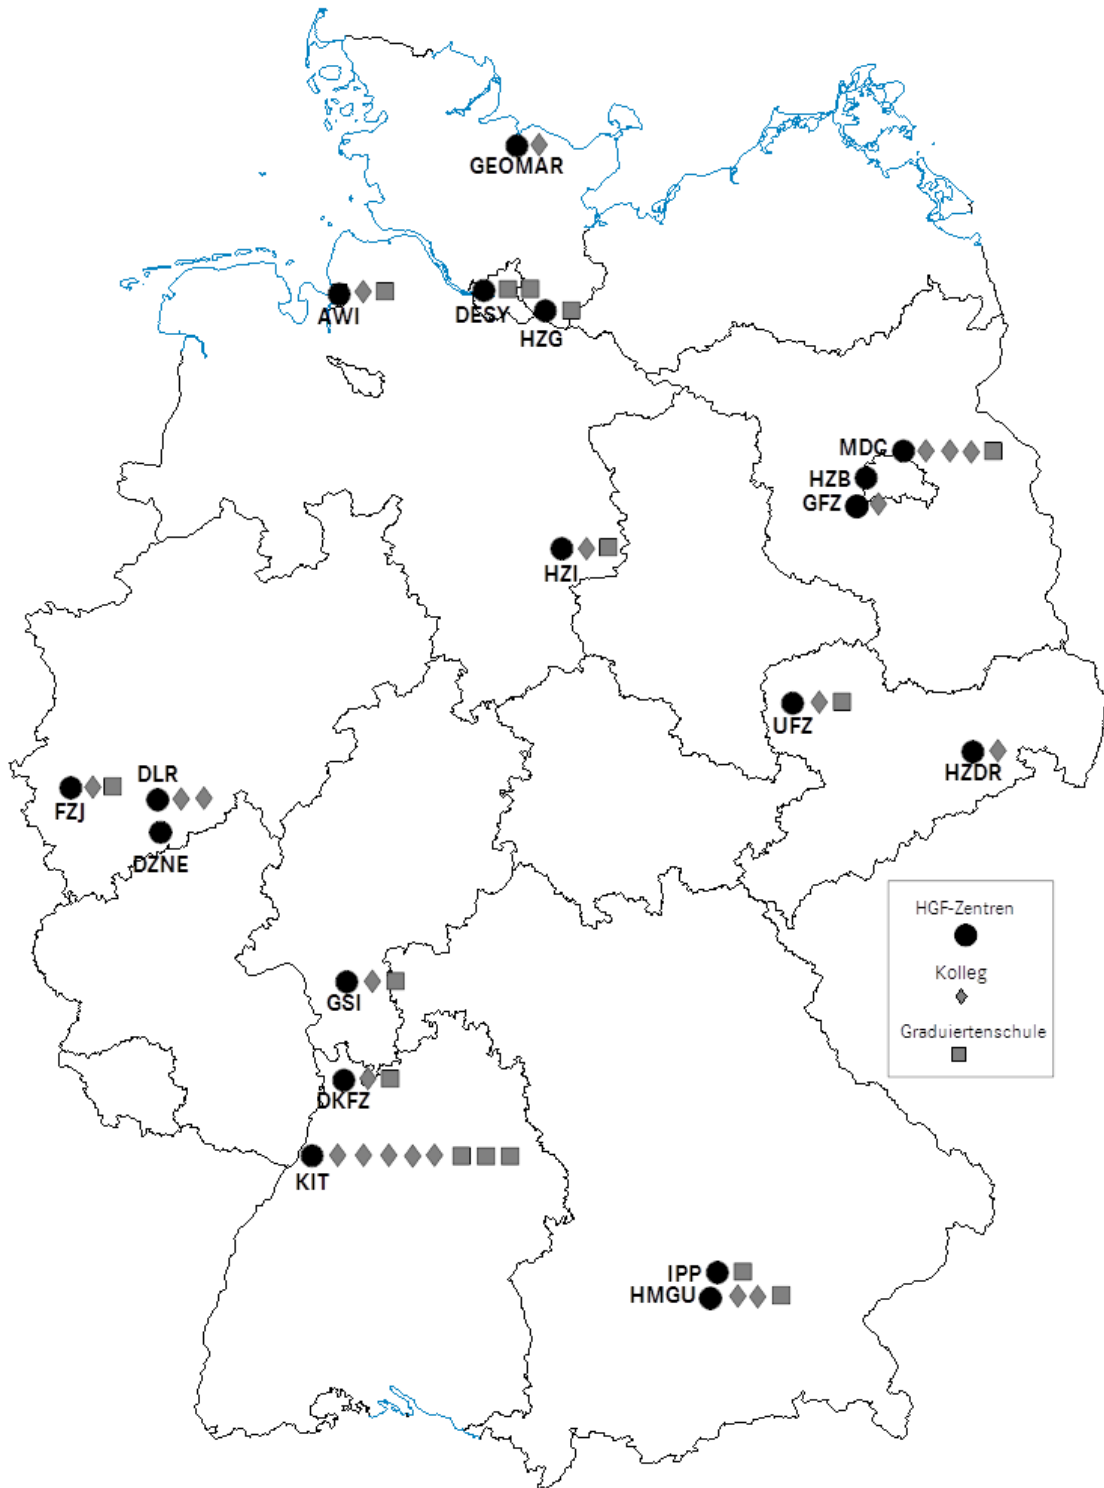 GEOMAR
AWI
DESY
HZG
MDC
HZB
GFZ
HZI
UFZ
HZDR
DLR
FZJ
DZNE
HGF-Zentren
Kolleg
Graduiertenschule
GSI
DKFZ
KIT
IPP
HMGU